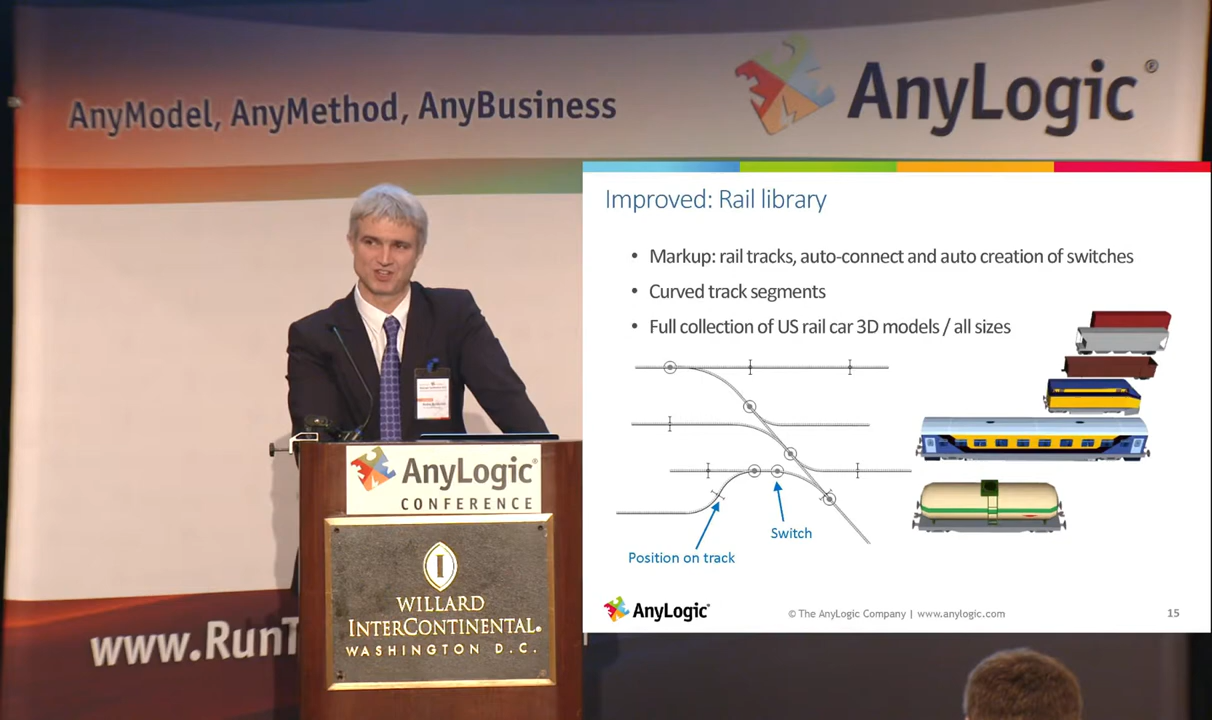 AnyModel, AnyMethod, AnyBusiness
AnyLogic®
Improved: Rail library
• Markup: rail tracks, auto-connect and auto creation of switches
• Curved track segments
• Full collection of US rail car 3D models / all sizes
Switch
Position on track
AnyLogic®
© The AnyLogic Company | www.anylogic.com
15
AnyLogic®
CONFERENCE
I
WILLARD
INTERCONTINENTAL®
WASHINGTON D.C.
www.RunT